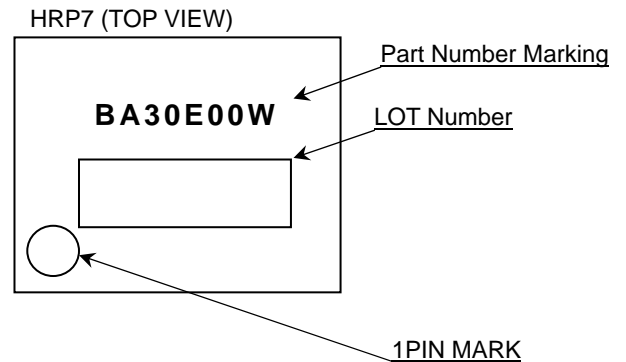 HRP7 (TOP VIEW)
Part Number Marking
BA30E00W
LOT Number
1PIN MARK